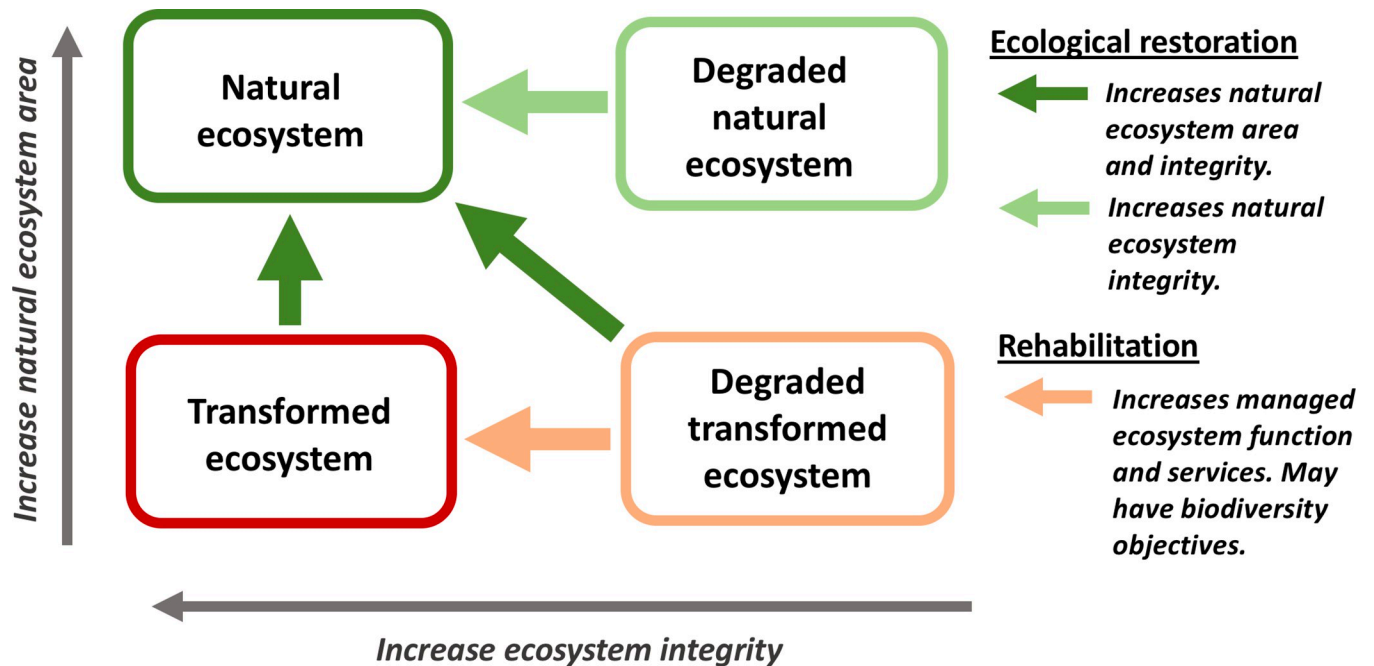 Increase natural ecosystem area
Natural
ecosystem
Degraded
natural
ecosystem
Transformed
ecosystem
Degraded
transformed
ecosystem
Increase ecosystem integrity
Ecological restoration
Increases natural
ecosystem area
and integrity.
Increases natural
ecosystem
integrity.
Rehabilitation
Increases managed
ecosystem function
and services. May
have biodiversity
objectives.